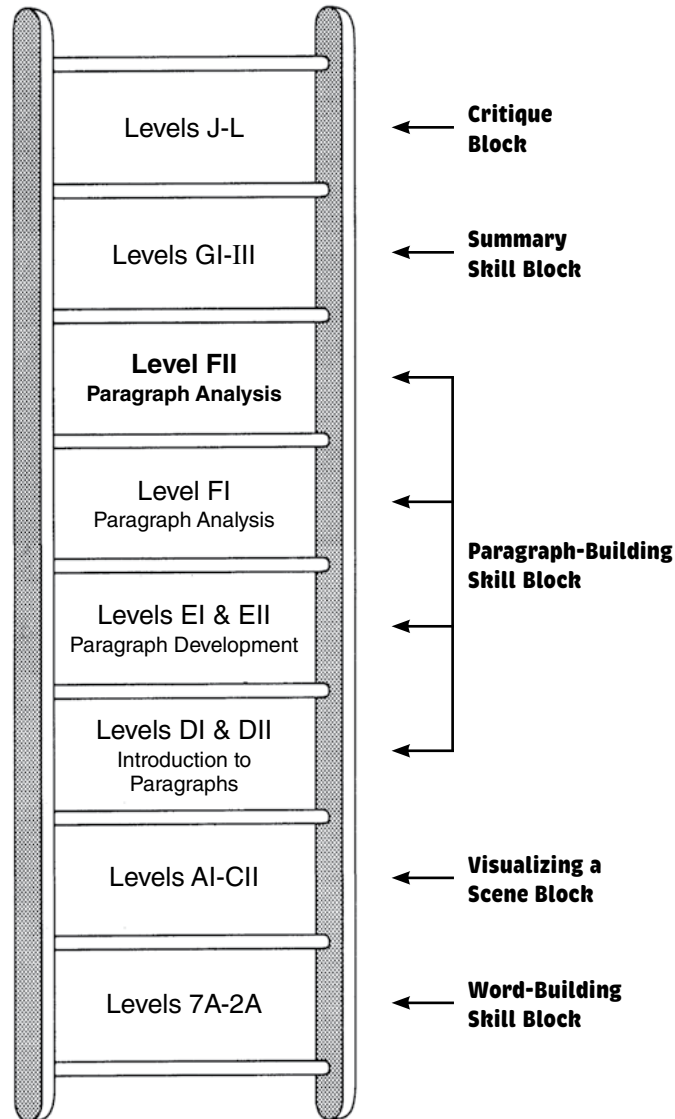 Levels J-L
Critique
Block
Levels GI-III
Summary
Skill Block
Level FII
Paragraph Analysis
Level FI
Paragraph Analysis
Paragraph-Building
Skill Block
Levels EI & EII
Paragraph Development
Levels DI & DII
Introduction to
Paragraphs
Levels AI-CII
Visualizing a
Scene Block
Levels 7A-2A
Word-Building
Skill Block